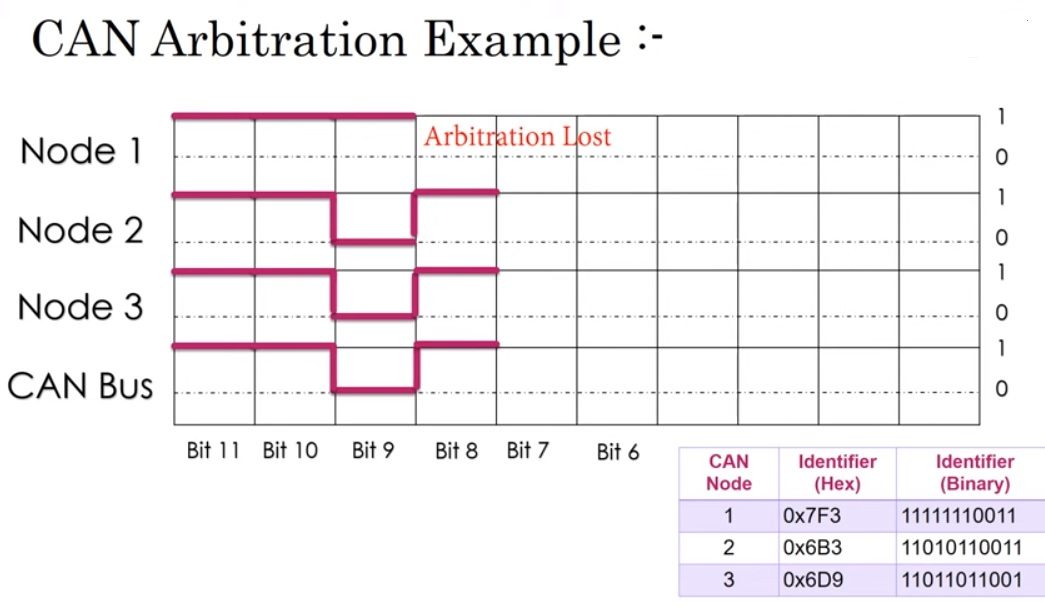 CAN Arbitration Example :-
Node 1
Arbitration Lost
1
0
Node 2
1
0
Node 3
1
0
CAN Bus
1
0
Bit 11 Bit 10 Bit 9 Bit 8 Bit 7 Bit 6
CAN Node Identifier (Hex) Identifier (Binary)
1 0x7F3 11111110011
2 0x6B3 11010110011
3 0x6D9 11011011001